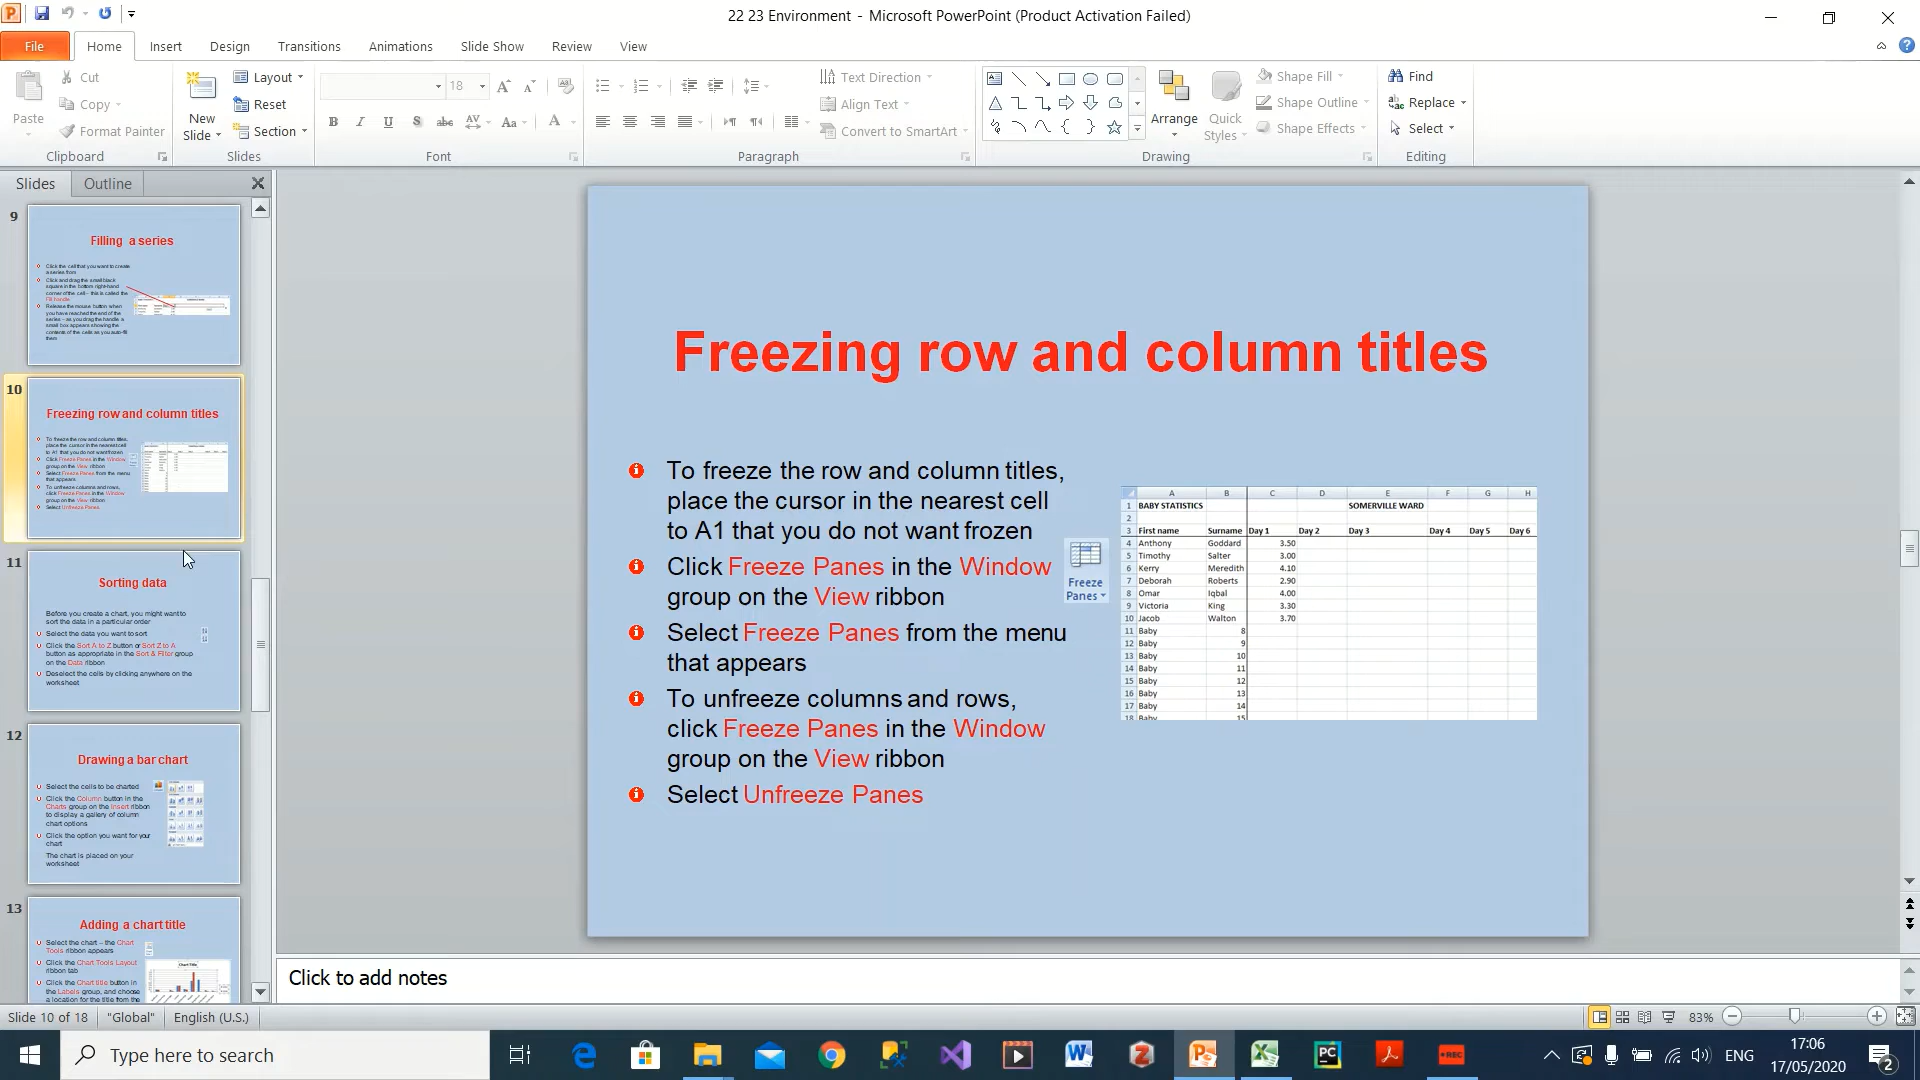 22 23 Environment - Microsoft PowerPoint (Product Activation Failed)
File Home Insert Design Transitions Animations Slide Show Review View
Paste Cut Copy Format Painter Clipboard
New Slide Layout Reset Section Slides
18 Font
Text Direction Align Text Convert to SmartArt Paragraph
Arrange Quick Styles Shape Fill Shape Outline Shape Effects Drawing
Find Replace Select Editing
Slides Outline
9
Filling a series
Click the cell that you want to create
a series from
Click and drag the small black
square in the bottom right-hand
corner of the cell – this is called the
Fill handle
Release the mouse button when
you have reached the end of the
series – as you drag the handle a
small box appears showing the
contents of the cells as you auto-fill
them
10
Freezing row and column titles
To freeze the row and column titles,
place the cursor in the nearest cell
to A1 that you do not want frozen
Click Freeze Panes in the Window
group on the View ribbon
Select Freeze Panes from the menu
that appears
To unfreeze columns and rows,
click Freeze Panes in the Window
group on the View ribbon
Select Unfreeze Panes
11
Sorting data
Before you create a chart, you might want to
sort the data in a particular order
Select the data you want to sort
Click the Sort A to Z button or Sort Z to A
button as appropriate in the Sort & Filter group
on the Data ribbon
Deselect the cells by clicking anywhere on the
worksheet
12
Drawing a bar chart
Select the cells to be charted
Click the Column button in the
Charts group on the Insert ribbon
to display a gallery of column
chart options
Click the option you want for your
chart
The chart is placed on your
worksheet
13
Adding a chart title
Select the chart – the Chart
Tools ribbon appears
Click the Chart Tools Layout
ribbon tab
Click the Chart title button in
the Labels group, and choose
a location for the title from the
Chart Title
Freezing row and column titles
To freeze the row and column titles,
place the cursor in the nearest cell
to A1 that you do not want frozen
Click Freeze Panes in the Window
group on the View ribbon
Select Freeze Panes from the menu
that appears
To unfreeze columns and rows,
click Freeze Panes in the Window
group on the View ribbon
Select Unfreeze Panes
Freeze
Panes
A B C D E F G H
1 BABY STATISTICS SOMERVILLE WARD
2
3 First name Surname Day 1 Day 2 Day 3 Day 4 Day 5 Day 6
4 Anthony Goddard 3.50
5 Timothy Salter 3.00
6 Kerry Meredith 4.10
7 Deborah Roberts 2.90
8 Omar Iqbal 4.00
9 Victoria King 3.30
10 Jacob Walton 3.70
11 Baby 8
12 Baby 9
13 Baby 10
14 Baby 11
15 Baby 12
16 Baby 13
17 Baby 14
18 Baby 15
Click to add notes
Slide 10 of 18 "Global" English (U.S.) 83%
Type here to search ENG
17:06
17/05/2020
2